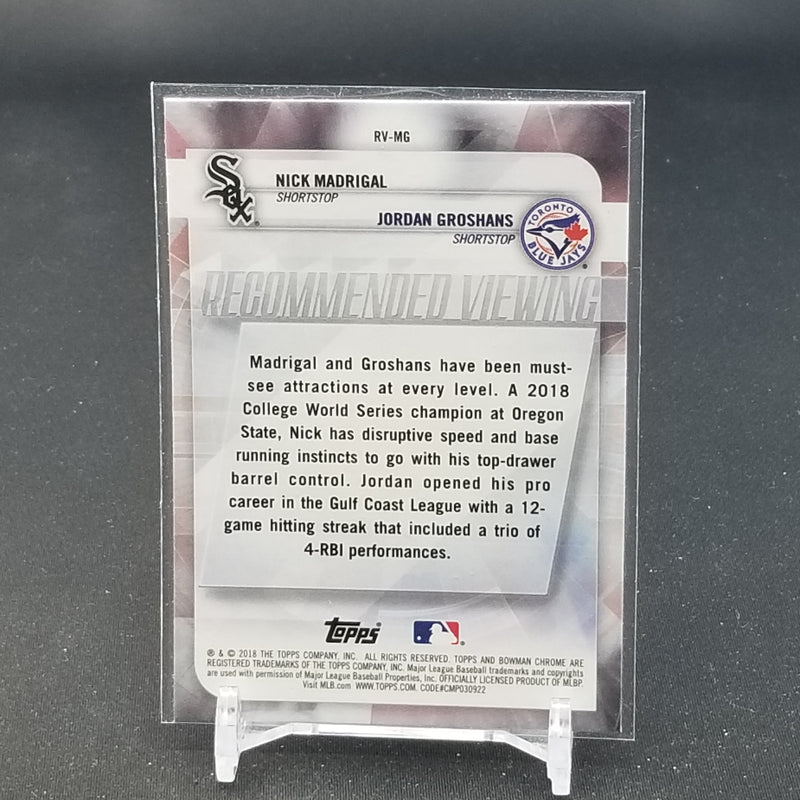 RV-MG
Sox
NICK MADRIGAL
SHORTSTOP
JORDAN GROSHANS
SHORTSTOP
TORONTO
BLUE JAYS
RECOMMENDED VIEWING
Madrigal and Groshans have been must-
see attractions at every level. A 2018
College World Series champion at Oregon
State, Nick has disruptive speed and base
running instincts to go with his top-drawer
barrel control. Jordan opened his pro
career in the Gulf Coast League with a 12-
game hitting streak that included a trio of
4-RBI performances.
Topps
® & © 2018 THE TOPPS COMPANY, INC. ALL RIGHTS RESERVED. TOPPS AND BOWMAN CHROME ARE
REGISTERED TRADEMARKS OF THE TOPPS COMPANY, INC. Major League Baseball trademarks and copyrights
are used with permission of Major League Baseball Properties, Inc. OFFICIALLY LICENSED PRODUCT OF MLBP.
Visit MLB.com WWW.TOPPS.COM. CODE#CMP030922